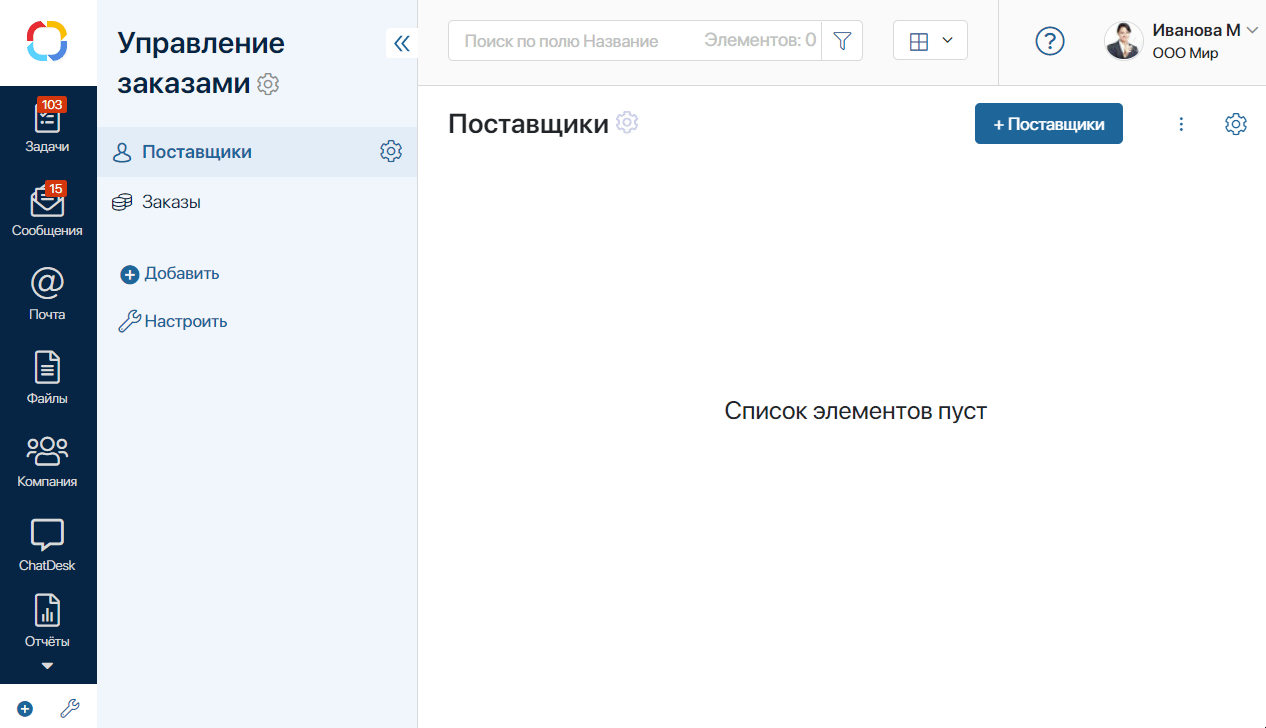 103
Задачи
15
Сообщения
Почта
Файлы
Компания
ChatDesk
Отчёты
Управление
заказами
Поставщики
Заказы
Добавить
Настроить
Поиск по полю Название Элементов: 0
?
Иванова М
ООО Мир
Поставщики
+ Поставщики
Список элементов пуст